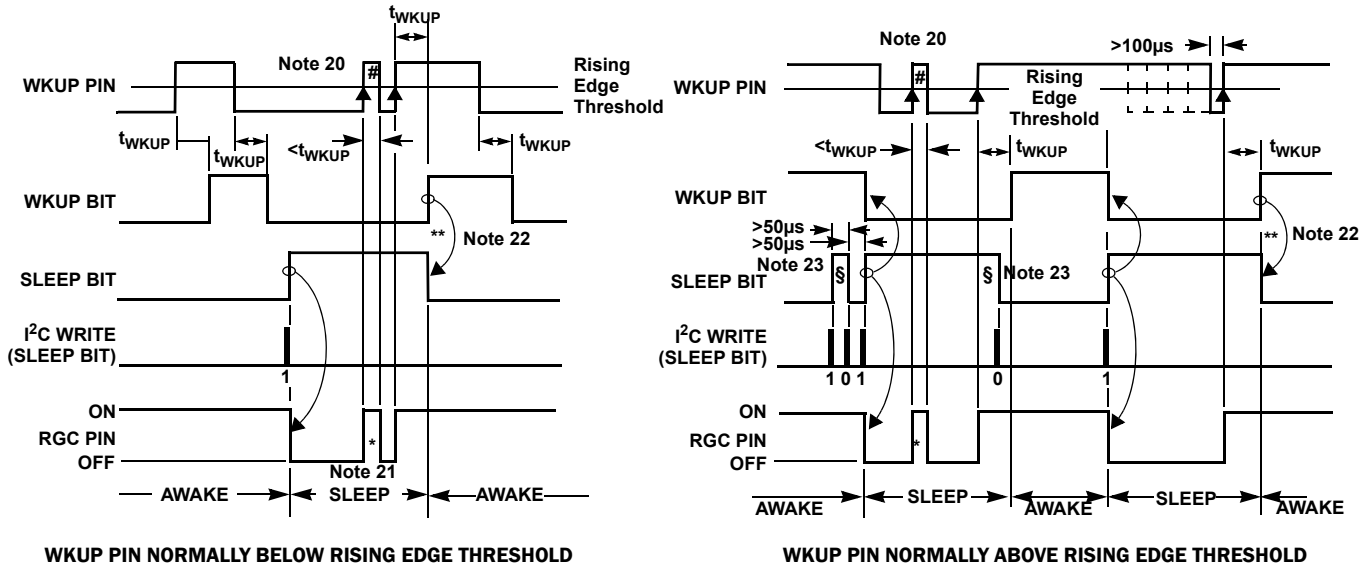 tWKUP
Note 20
#
WKUP PIN
Rising
Edge
Threshold
tWKUP
tWKUP
<tWKUP
tWKUP
WKUP BIT
**
Note 22
SLEEP BIT
I2C WRITE
(SLEEP BIT)
1
ON
RGC PIN
OFF
*
Note 21
AWAKE
SLEEP
AWAKE
WKUP PIN NORMALLY BELOW RISING EDGE THRESHOLD
Note 20
>100µs
#
WKUP PIN
Rising
Edge
Threshold
<tWKUP
tWKUP
tWKUP
WKUP BIT
>50µs
>50µs
**
Note 22
Note 23
§
§
Note 23
SLEEP BIT
I2C WRITE
(SLEEP BIT)
1 0 1
0
1
ON
RGC PIN
OFF
*
AWAKE
SLEEP
AWAKE
SLEEP
AWAKE
WKUP PIN NORMALLY ABOVE RISING EDGE THRESHOLD